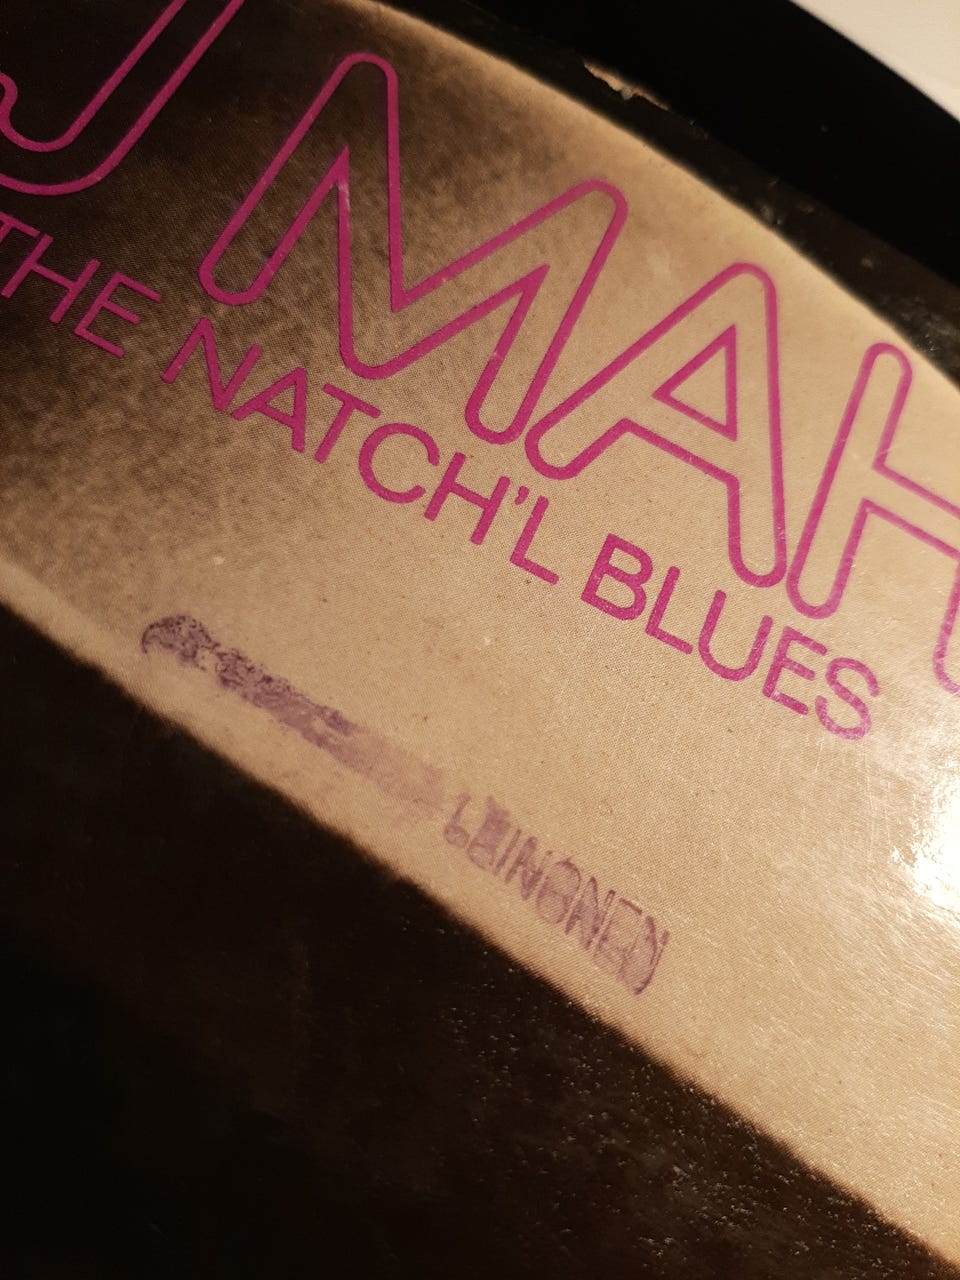 J MAH
THE NATCH'L BLUES
LEINONEN